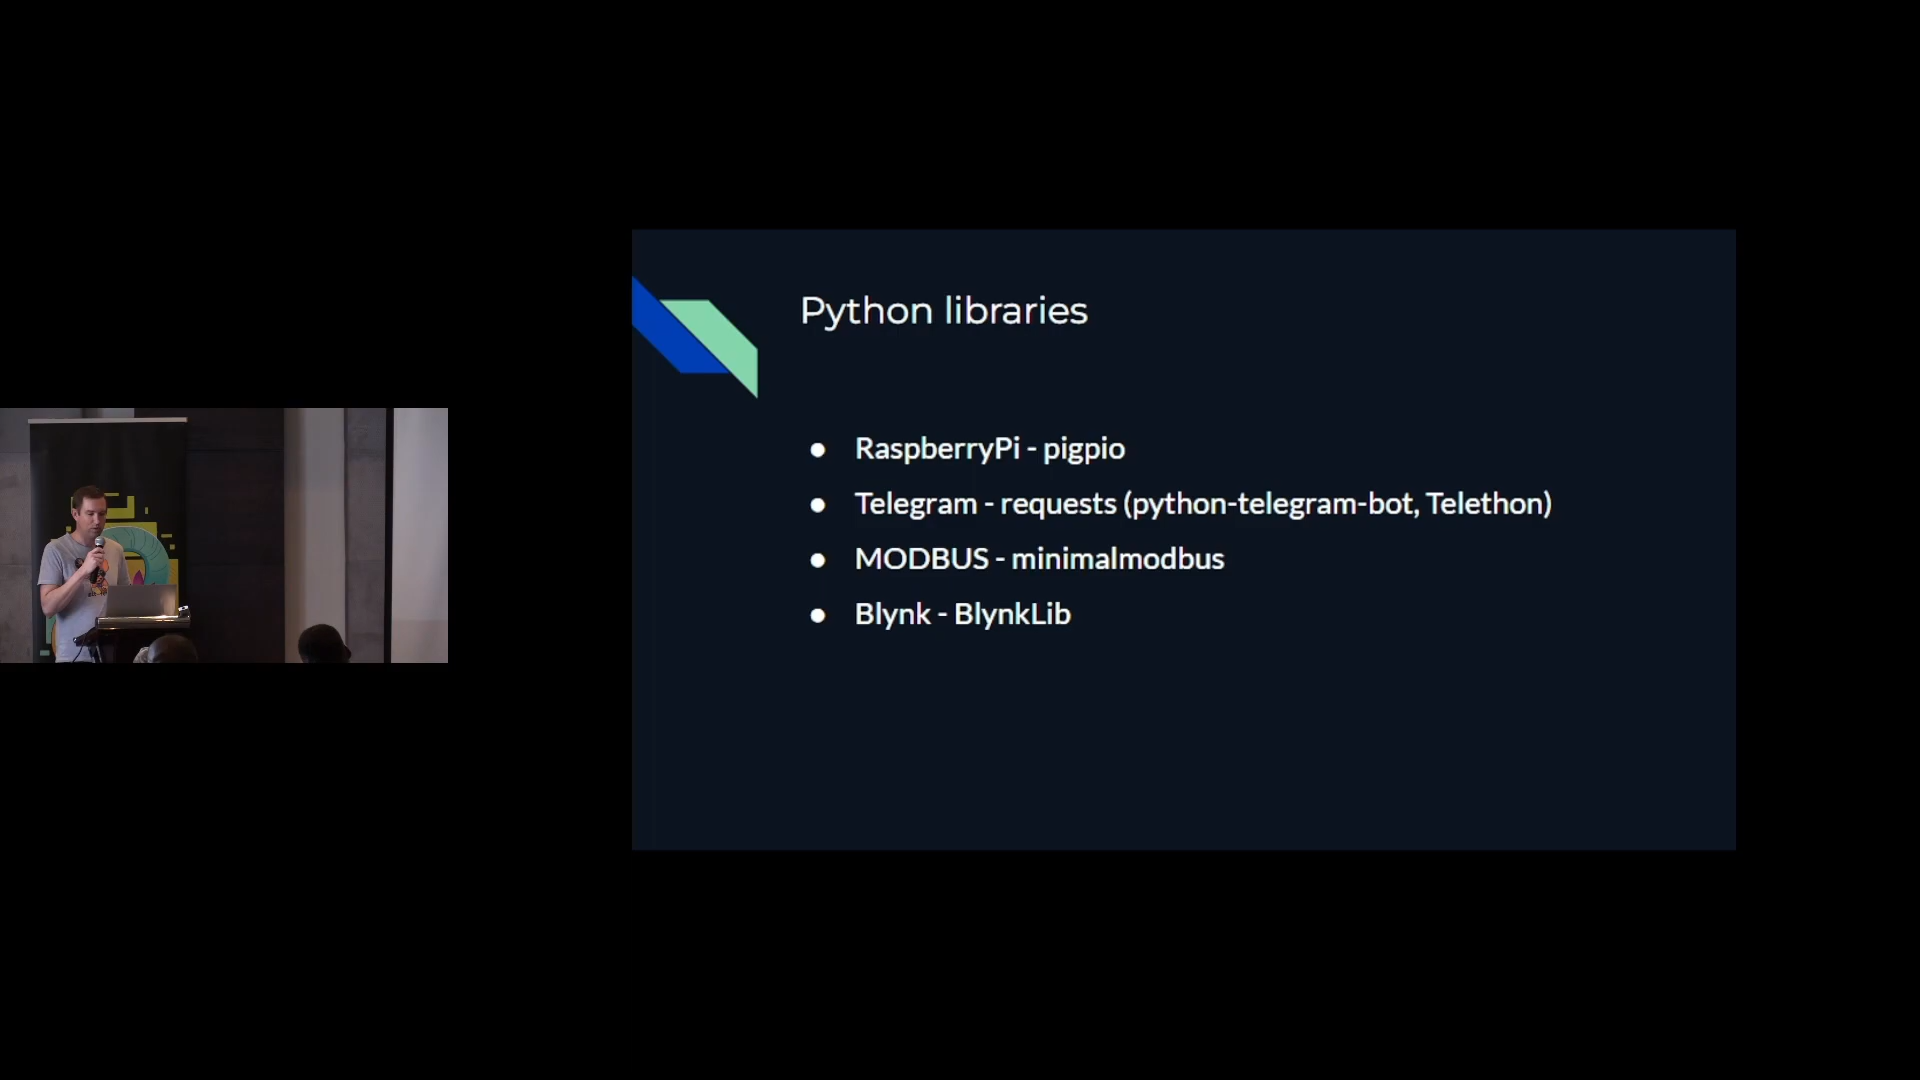 Python libraries
● RaspberryPi - pigpio
● Telegram - requests (python-telegram-bot, Telethon)
● MODBUS - minimalmodbus
● Blynk - BlynkLib